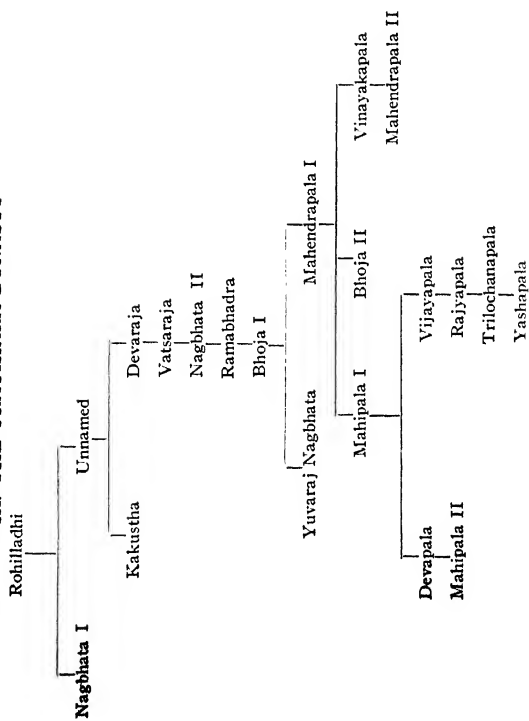 Rohilladhi
Nagbhata I
Unnamed
Kakustha
Devaraja
Vatsaraja
Nagbhata II
Ramabhadra
Bhoja I
Yuvaraj Nagbhata
Mahendrapala I
Mahipala I
Bhoja II
Vinayakapala
Mahendrapala II
Devapala
Mahipala II
Vijayapala
Rajyapala
Trilochanapala
Yashapala